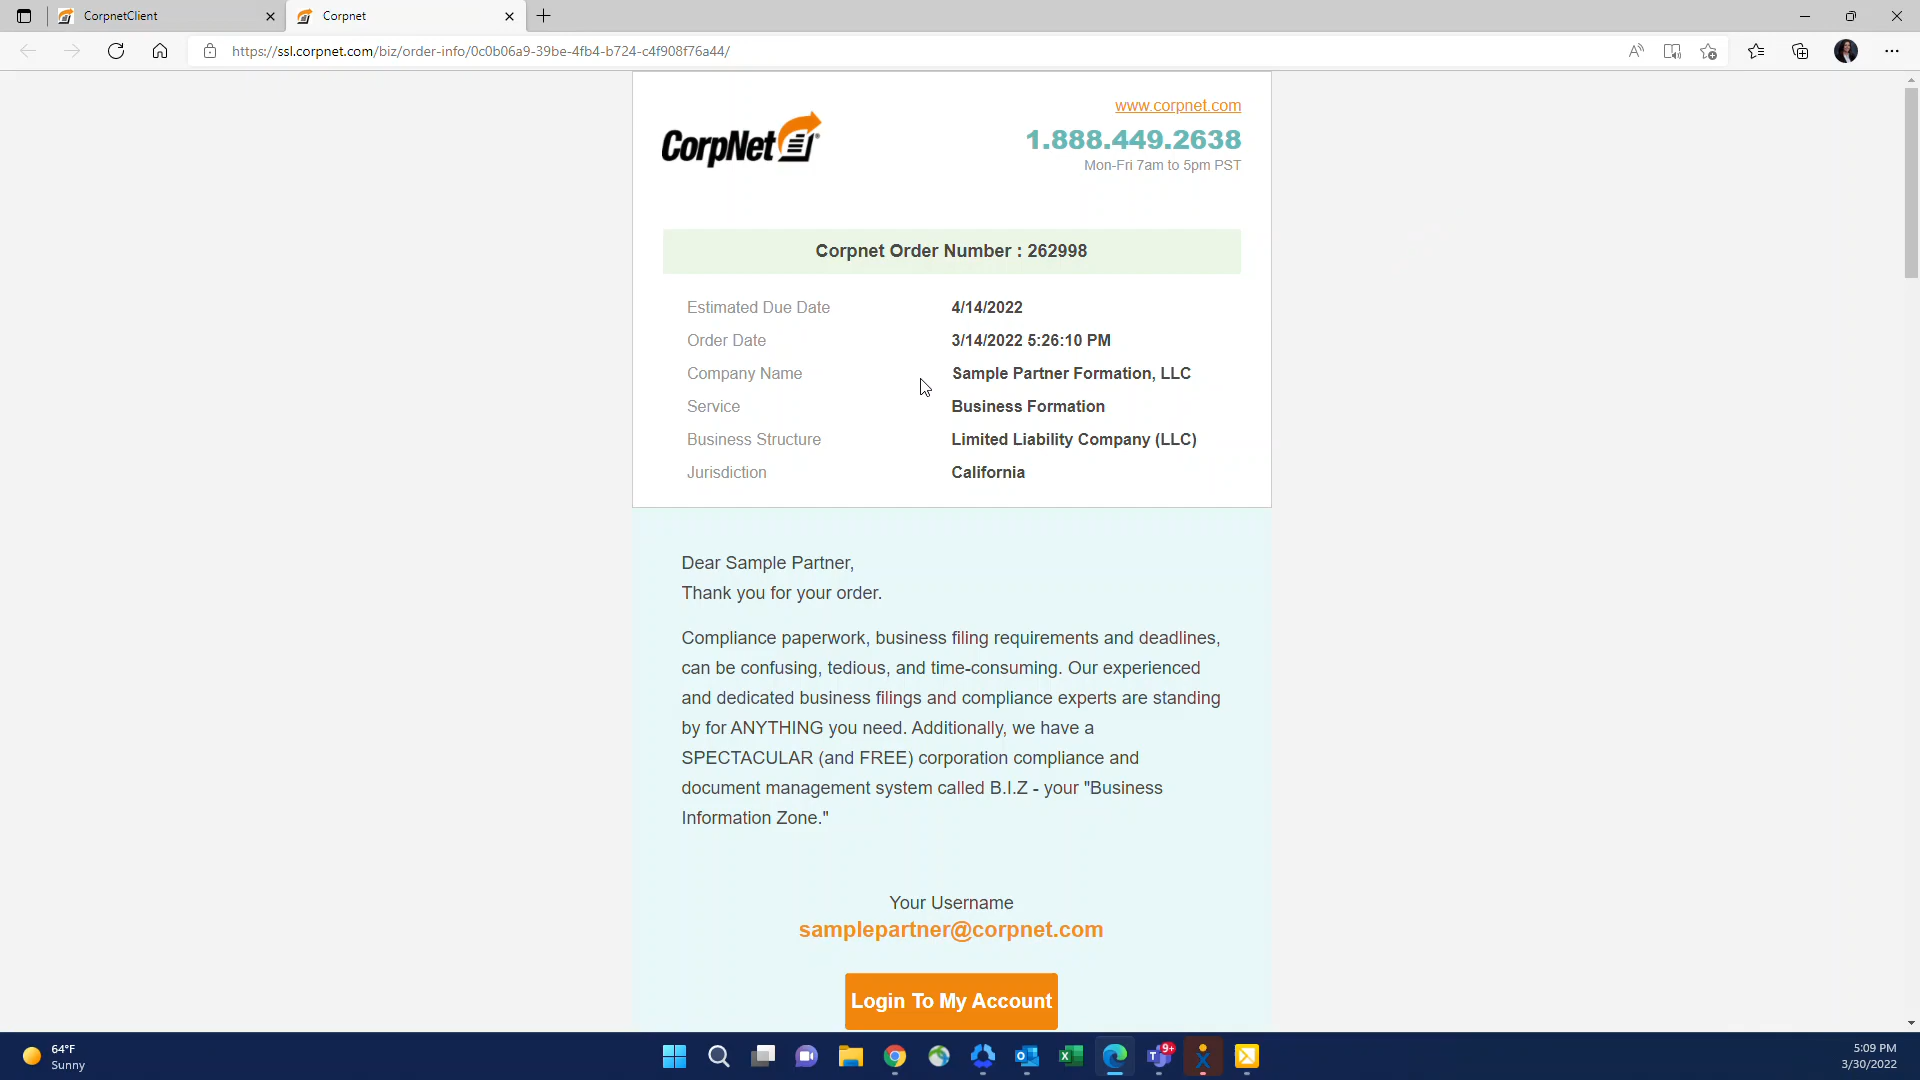 CorpnetClient
Corpnet
https://ssl.corpnet.com/biz/order-info/0c0b06a9-39be-4fb4-b724-c4f908f76a44/
CorpNet
www.corpnet.com
1.888.449.2638
Mon-Fri 7am to 5pm PST
Corpnet Order Number : 262998
Estimated Due Date 4/14/2022
Order Date 3/14/2022 5:26:10 PM
Company Name Sample Partner Formation, LLC
Service Business Formation
Business Structure Limited Liability Company (LLC)
Jurisdiction California
Dear Sample Partner,
Thank you for your order.
Compliance paperwork, business filing requirements and deadlines,
can be confusing, tedious, and time-consuming. Our experienced
and dedicated business filings and compliance experts are standing
by for ANYTHING you need. Additionally, we have a
SPECTACULAR (and FREE) corporation compliance and
document management system called B.I.Z - your "Business
Information Zone."
Your Username
samplepartner@corpnet.com
Login To My Account
64°F
Sunny
9+
5:09 PM
3/30/2022